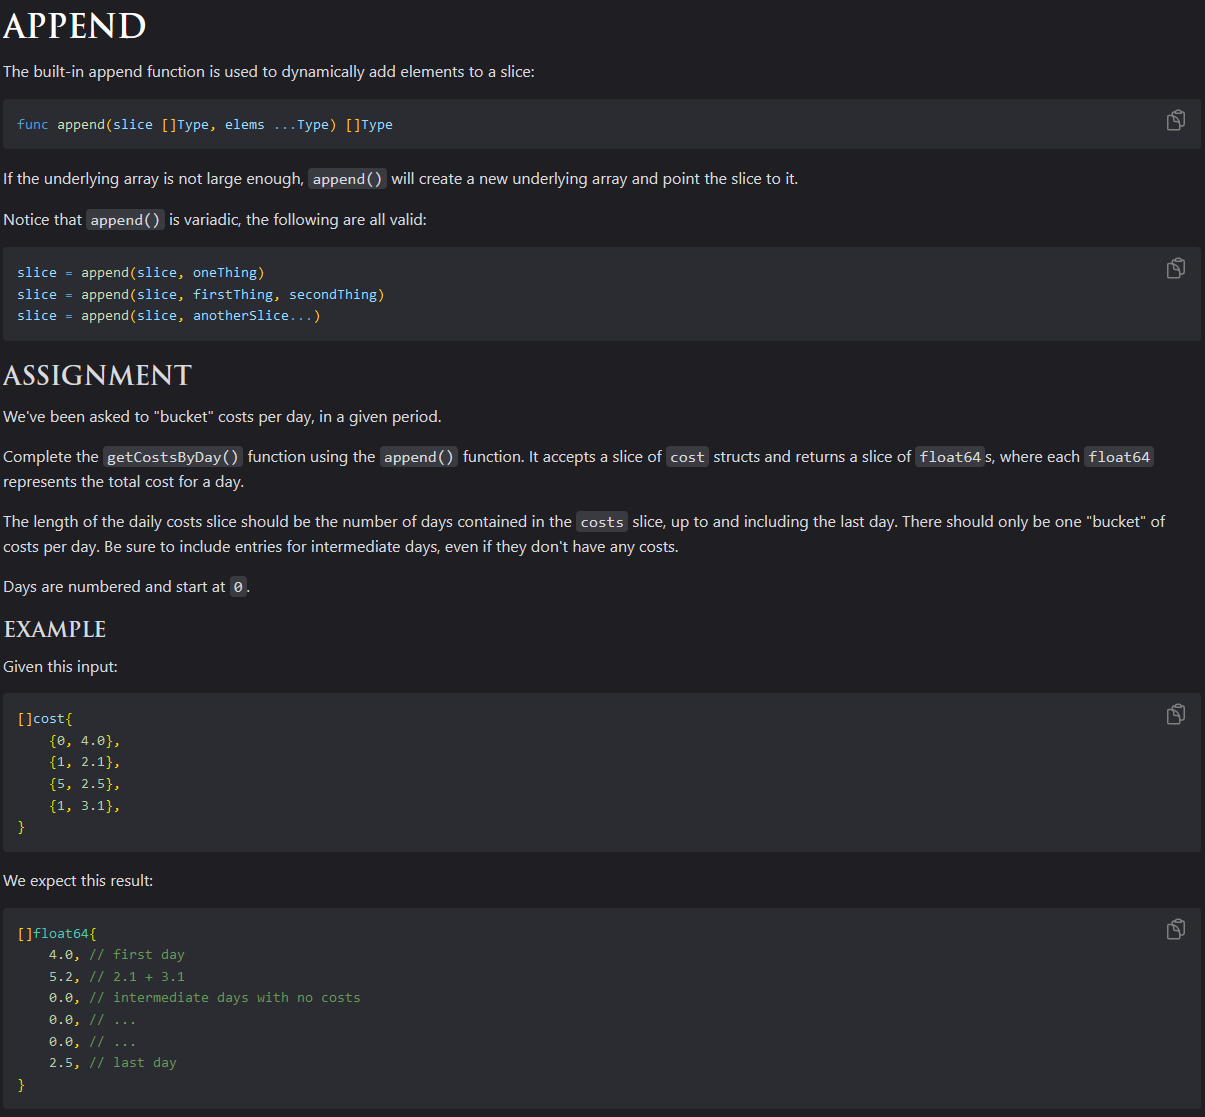 APPEND
The built-in append function is used to dynamically add elements to a slice:
func append(slice []Type, elems ...Type) []Type
If the underlying array is not large enough, append() will create a new underlying array and point the slice to it.
Notice that append() is variadic, the following are all valid:
slice = append(slice, oneThing)
slice = append(slice, firstThing, secondThing)
slice = append(slice, anotherSlice...)
ASSIGNMENT
We've been asked to "bucket" costs per day, in a given period.
Complete the getCostsByDay() function using the append() function. It accepts a slice of cost structs and returns a slice of float64s, where each float64
represents the total cost for a day.
The length of the daily costs slice should be the number of days contained in the costs slice, up to and including the last day. There should only be one "bucket" of
costs per day. Be sure to include entries for intermediate days, even if they don't have any costs.
Days are numbered and start at 0.
EXAMPLE
Given this input:
[]cost{
    {0, 4.0},
    {1, 2.1},
    {5, 2.5},
    {1, 3.1},
}
We expect this result:
[]float64{
    4.0, // first day
    5.2, // 2.1 + 3.1
    0.0, // intermediate days with no costs
    0.0, // ...
    0.0, // ...
    2.5, // last day
}